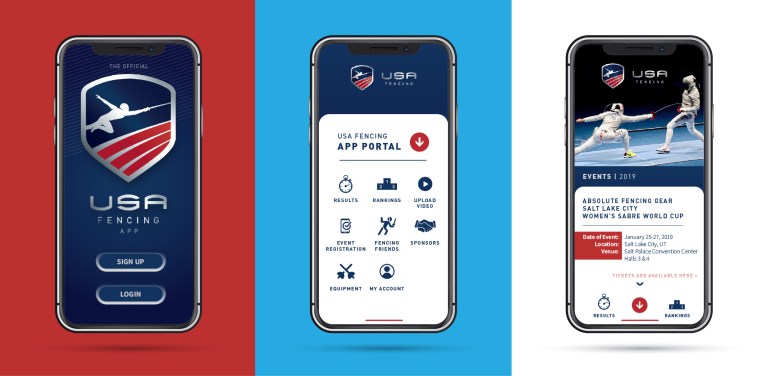 THE OFFICIAL
USA
FENCING
APP
SIGN UP
LOGIN
USA
FENCING
USA FENCING
APP PORTAL
RESULTS
RANKINGS
UPLOAD
VIDEO
EVENT
REGISTRATION
FENCING
FRIENDS
SPONSORS
EQUIPMENT
MY ACCOUNT
USA
FENCING
EVENTS | 2019
ABSOLUTE FENCING GEAR
SALT LAKE CITY
WOMEN'S SABRE WORLD CUP
Date of Event: January 25-27, 2019
Location: Salt Lake City, UT
Venue: Salt Palace Convention Center
Halls 3 & 4
TICKETS ARE AVAILABLE HERE >
RESULTS
RANKINGS